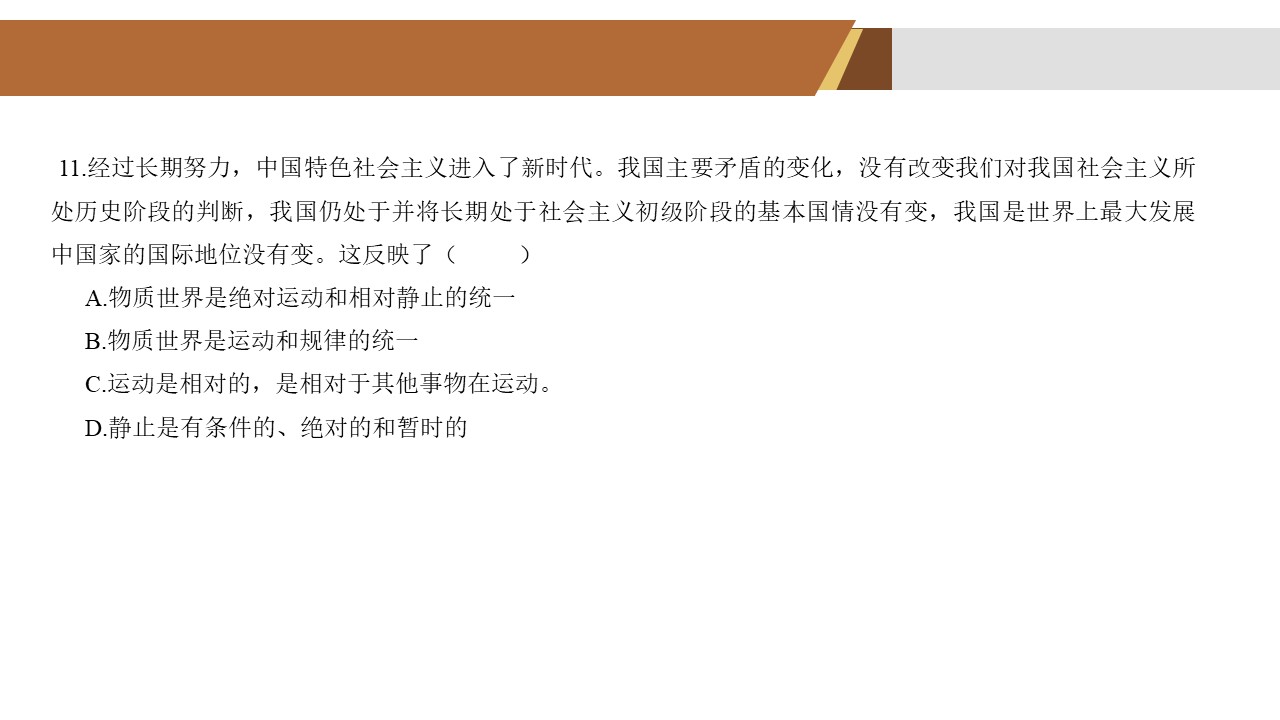 11.经过长期努力，中国特色社会主义进入了新时代。我国主要矛盾的变化，没有改变我们对我国社会主义所
处历史阶段的判断，我国仍处于并将长期处于社会主义初级阶段的基本国情没有变，我国是世界上最大发展
中国家的国际地位没有变。这反映了（　　）
A.物质世界是绝对运动和相对静止的统一
B.物质世界是运动和规律的统一
C.运动是相对的，是相对于其他事物在运动。
D.静止是有条件的、绝对的和暂时的